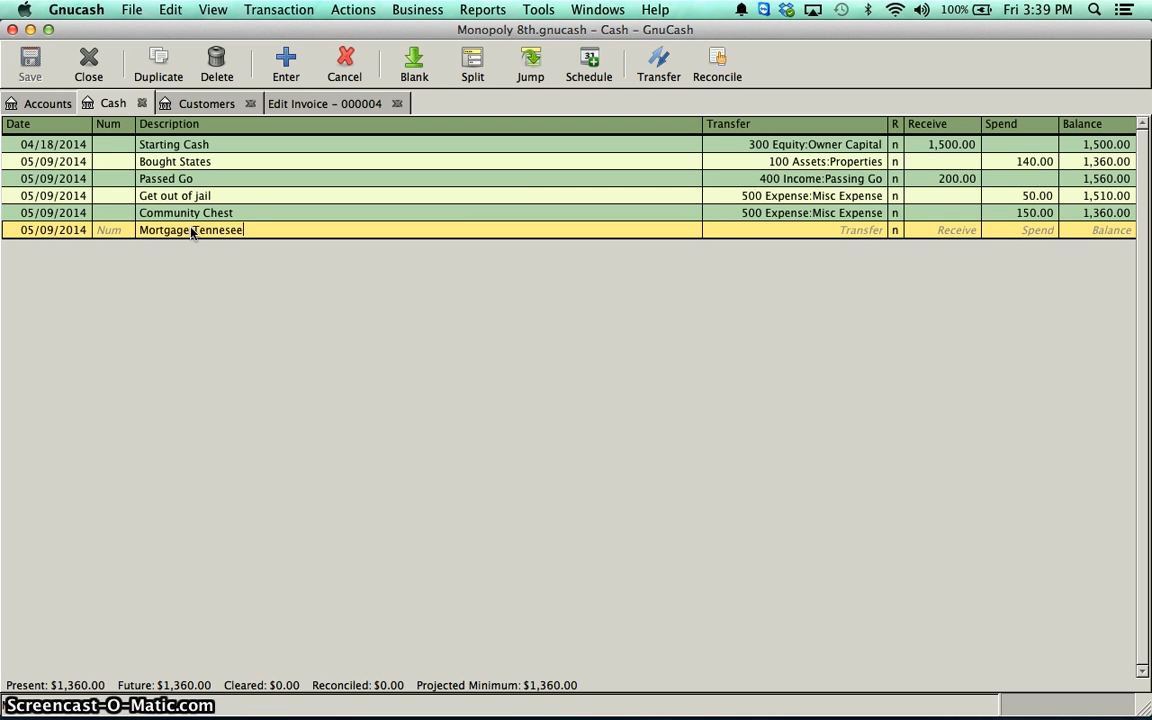 Gnucash File Edit View Transaction Actions Business Reports Tools Windows Help 100% Fri 3:39 PM
Monopoly 8th.gnucash – Cash – GnuCash
Save Close Duplicate Delete Enter Cancel Blank Split Jump Schedule Transfer Reconcile
Accounts Cash Customers Edit Invoice – 000004
Date Num Description Transfer R Receive Spend Balance
04/18/2014 Starting Cash 300 Equity:Owner Capital n 1,500.00 1,500.00
05/09/2014 Bought States 100 Assets:Properties n 140.00 1,360.00
05/09/2014 Passed Go 400 Income:Passing Go n 200.00 1,560.00
05/09/2014 Get out of jail 500 Expense:Misc Expense n 50.00 1,510.00
05/09/2014 Community Chest 500 Expense:Misc Expense n 150.00 1,360.00
05/09/2014 Num Mortgage Tennesee Transfer n Receive Spend Balance
Present: $1,360.00 Future: $1,360.00 Cleared: $0.00 Reconciled: $0.00 Projected Minimum: $1,360.00
Screencast-O-Matic.com